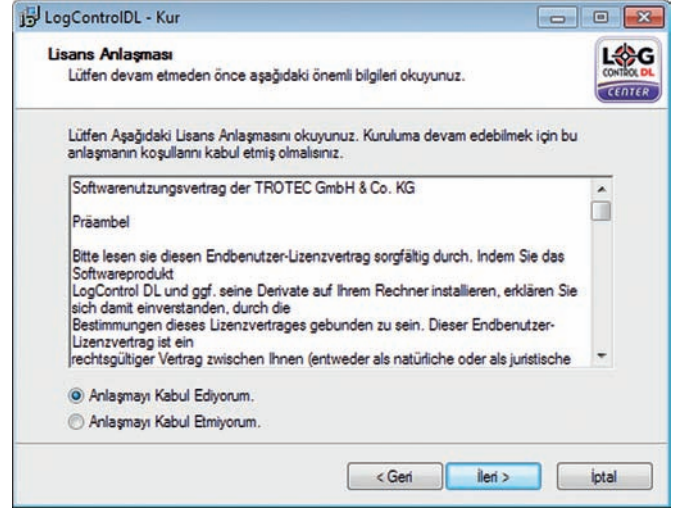 LogControlDL - Kur
Lisans Anlaşması
Lütfen devam etmeden önce aşağıdaki önemli bilgileri okuyunuz.
LOG
CONTROL DL
CENTER
Lütfen Aşağıdaki Lisans Anlaşmasını okuyunuz. Kuruluma devam edebilmek için bu
anlaşmanın koşullarını kabul etmiş olmalısınız.
Softwarenutzungsvertrag der TROTEC GmbH & Co. KG
Präambel
Bitte lesen sie diesen Endbenutzer-Lizenzvertrag sorgfältig durch. Indem Sie das
Softwareprodukt
LogControl DL und ggf. seine Derivate auf Ihrem Rechner installieren, erklären Sie
sich damit einverstanden, durch die
Bestimmungen dieses Lizenzvertrages gebunden zu sein. Dieser Endbenutzer-
Lizenzvertrag ist ein
rechtsgültiger Vertrag zwischen Ihnen (entweder als natürliche oder als juristische
Anlaşmayı Kabul Ediyorum.
Anlaşmayı Kabul Etmiyorum.
< Geri
İleri >
İptal